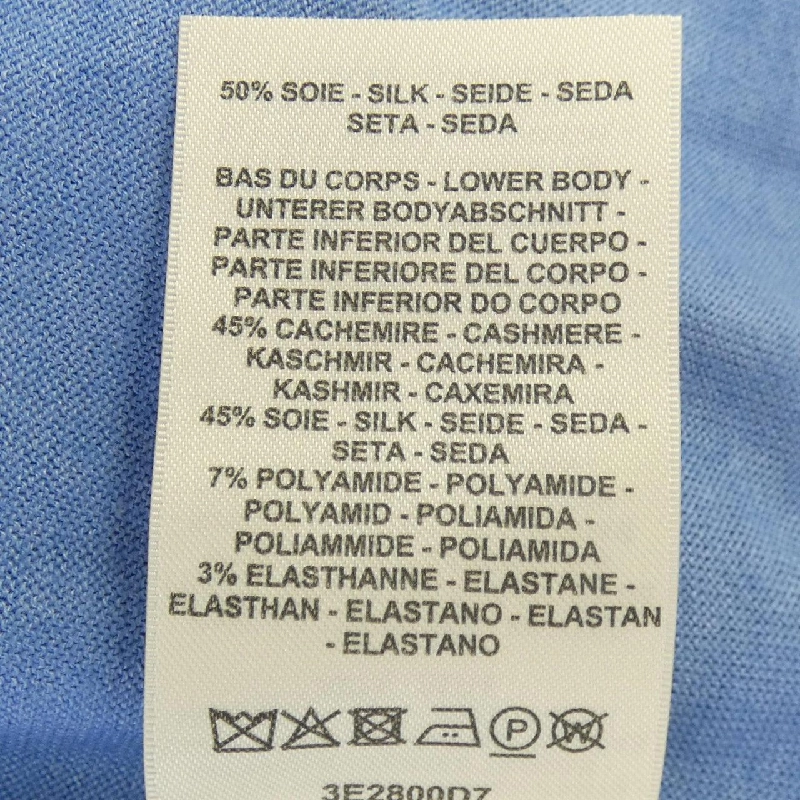 50% SOIE - SILK - SEIDE - SEDA
SETA - SEDA
BAS DU CORPS - LOWER BODY -
UNTERER BODYABSCHNITT -
PARTE INFERIOR DEL CUERPO -
PARTE INFERIORE DEL CORPO -
PARTE INFERIOR DO CORPO
45% CACHEMIRE - CASHMERE -
KASCHMIR - CACHEMIRA -
KASHMIR - CAXEMIRA
45% SOIE - SILK - SEIDE - SEDA -
SETA - SEDA
7% POLYAMIDE - POLYAMIDE -
POLYAMID - POLIAMIDA -
POLIAMMIDE - POLIAMIDA
3% ELASTHANNE - ELASTANE -
ELASTHAN - ELASTANO - ELASTAN
- ELASTANO
P W
3E2800D7